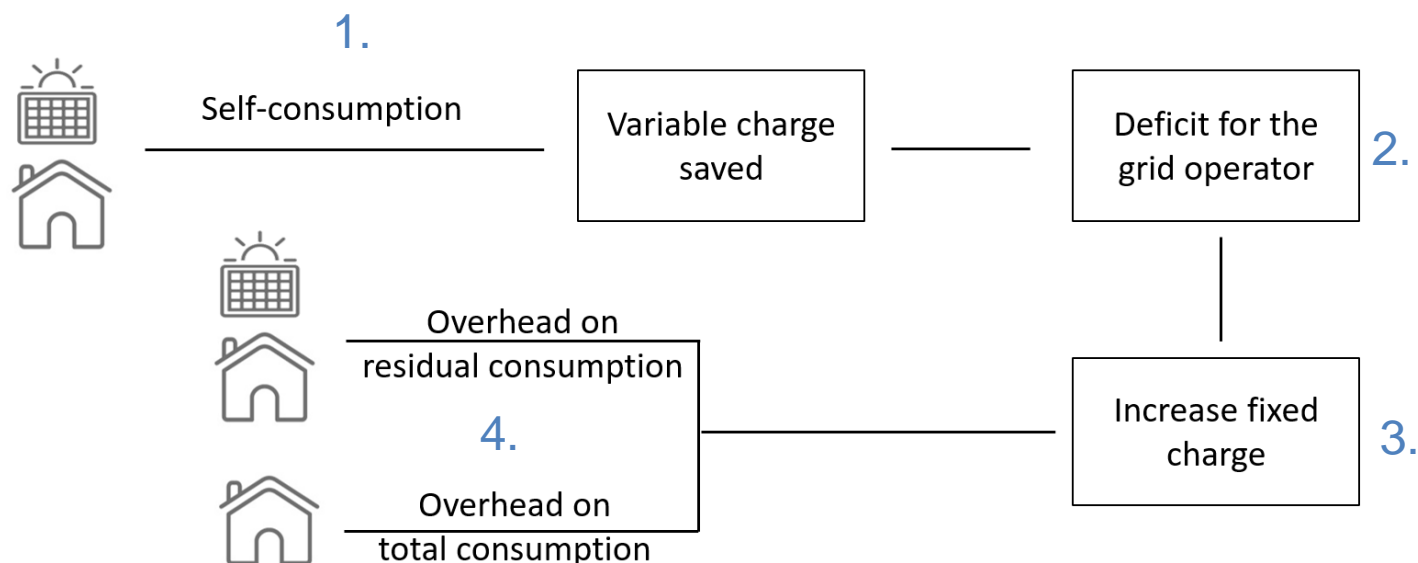 1.
Self-consumption
Variable charge
saved
Deficit for the
grid operator
2.
Overhead on
residual consumption
4.
Overhead on
total consumption
Increase fixed
charge
3.